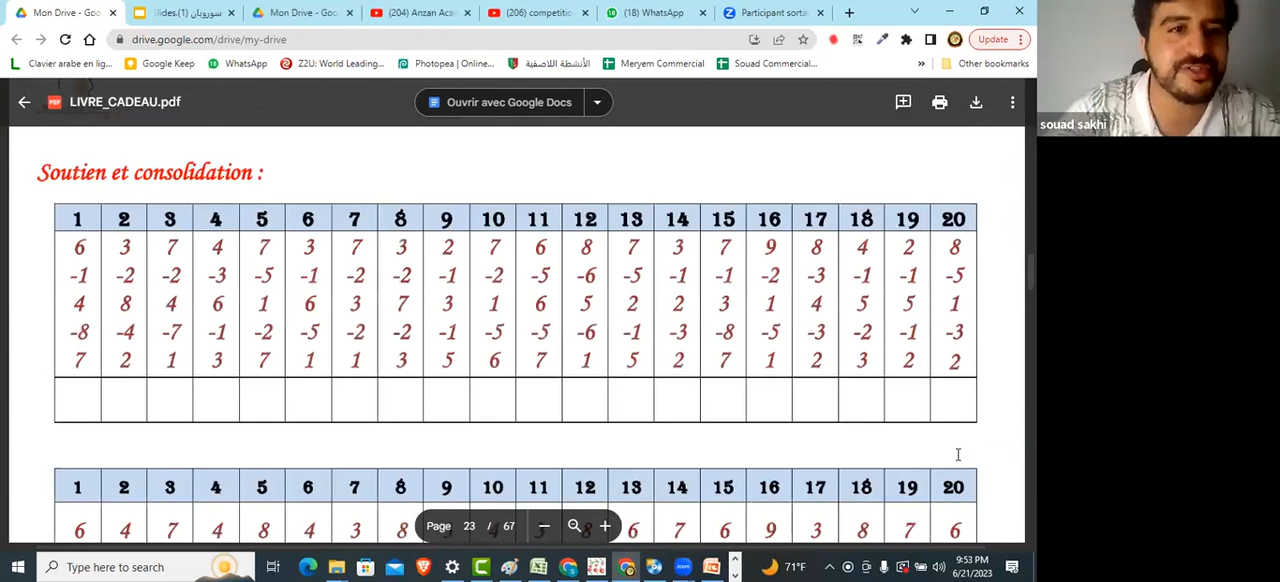 Mon Drive - Goo
Slides.(1) سوروبان
Mon Drive - Goo
(204) Anzan Aca
(206) competitio
(18) WhatsApp
Participant sorta
drive.google.com/drive/my-drive
Update
Clavier arabe en lig...
Google Keep
WhatsApp
Z2U: World Leading...
Photopea | Online...
الأنشطة اللاصفية
Meryem Commercial
Souad Commercial...
Other bookmarks
LIVRE_CADEAU.pdf
Ouvrir avec Google Docs
souad sakhi
Soutien et consolidation :
1 2 3 4 5 6 7 8 9 10 11 12 13 14 15 16 17 18 19 20
6 3 7 4 7 3 7 3 2 7 6 8 7 3 7 9 8 4 2 8
-1 -2 -2 -3 -5 -1 -2 -2 -1 -2 -5 -6 -5 -1 -1 -2 -3 -1 -1 -5
4 8 4 6 1 6 3 7 3 1 6 5 2 2 3 1 4 5 5 1
-8 -4 -7 -1 -2 -5 -2 -2 -1 -5 -5 -6 -1 -3 -8 -5 -3 -2 -1 -3
7 2 1 3 7 1 1 3 5 6 7 1 5 2 7 1 2 3 2 2
1 2 3 4 5 6 7 8 9 10 11 12 13 14 15 16 17 18 19 20
6 4 7 4 8 4 3 8 6 7 6 9 3 8 7 6
Page 23 / 67
Type here to search
71°F
9:53 PM
6/21/2023